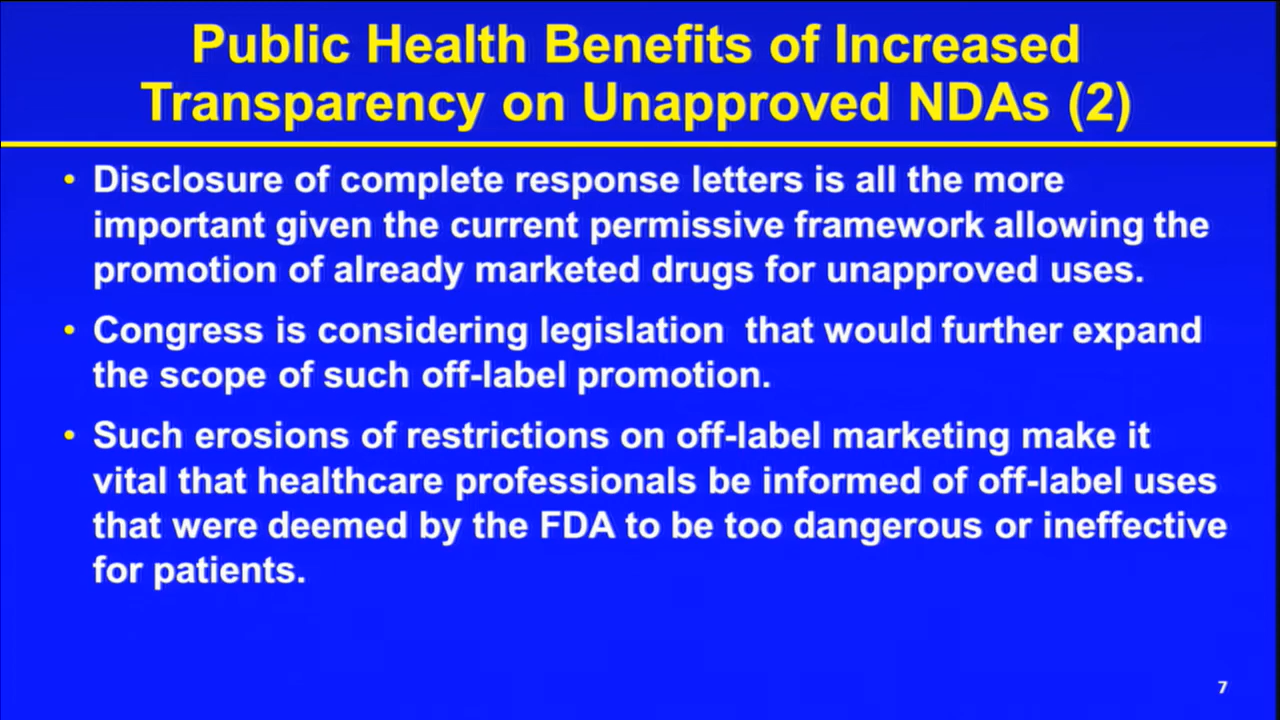 Public Health Benefits of Increased
Transparency on Unapproved NDAs (2)
• Disclosure of complete response letters is all the more
important given the current permissive framework allowing the
promotion of already marketed drugs for unapproved uses.
• Congress is considering legislation  that would further expand
the scope of such off-label promotion.
• Such erosions of restrictions on off-label marketing make it
vital that healthcare professionals be informed of off-label uses
that were deemed by the FDA to be too dangerous or ineffective
for patients.
7